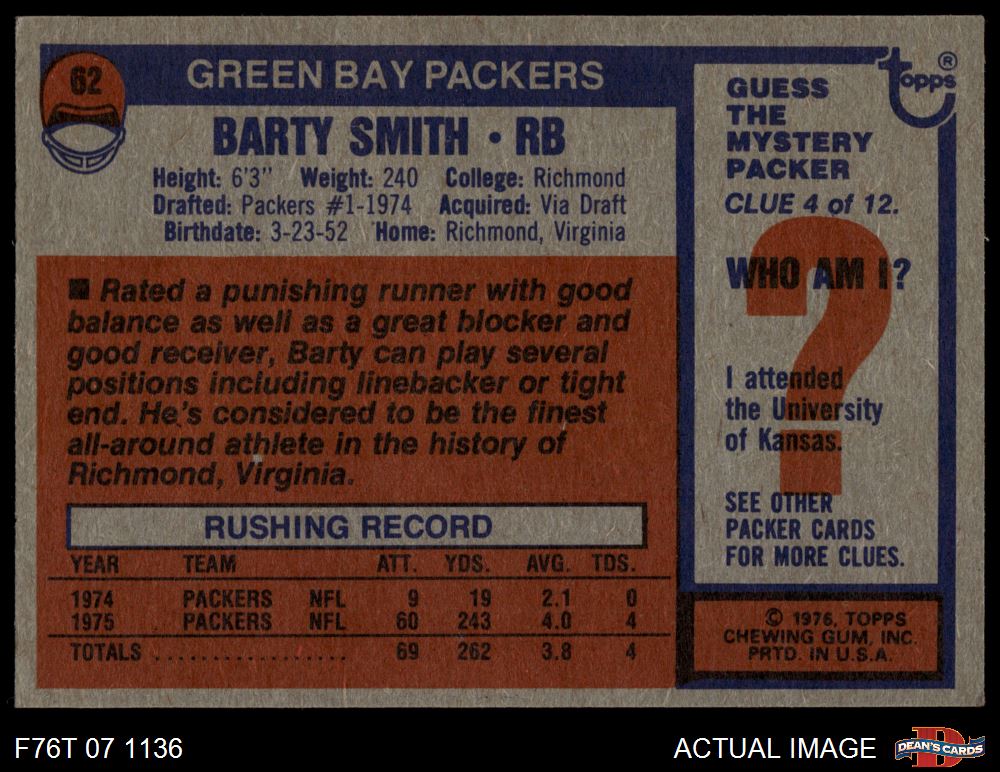 62
GREEN BAY PACKERS
BARTY SMITH • RB
Height: 6'3" Weight: 240 College: Richmond
Drafted: Packers #1-1974 Acquired: Via Draft
Birthdate: 3-23-52 Home: Richmond, Virginia
■ Rated a punishing runner with good
balance as well as a great blocker and
good receiver, Barty can play several
positions including linebacker or tight
end. He's considered to be the finest
all-around athlete in the history of
Richmond, Virginia.
RUSHING RECORD
YEAR TEAM ATT. YDS. AVG. TDS.
1974 PACKERS NFL 9 19 2.1 0
1975 PACKERS NFL 60 243 4.0 4
TOTALS .................. 69 262 3.8 4
topps®
GUESS
THE
MYSTERY
PACKER
CLUE 4 of 12.
WHO AM I?
?
I attended
the University
of Kansas.
SEE OTHER
PACKER CARDS
FOR MORE CLUES.
© 1976, TOPPS
CHEWING GUM, INC.
PRTD. IN U.S.A.
F76T 07 1136
ACTUAL IMAGE
D
DEAN'S CARDS